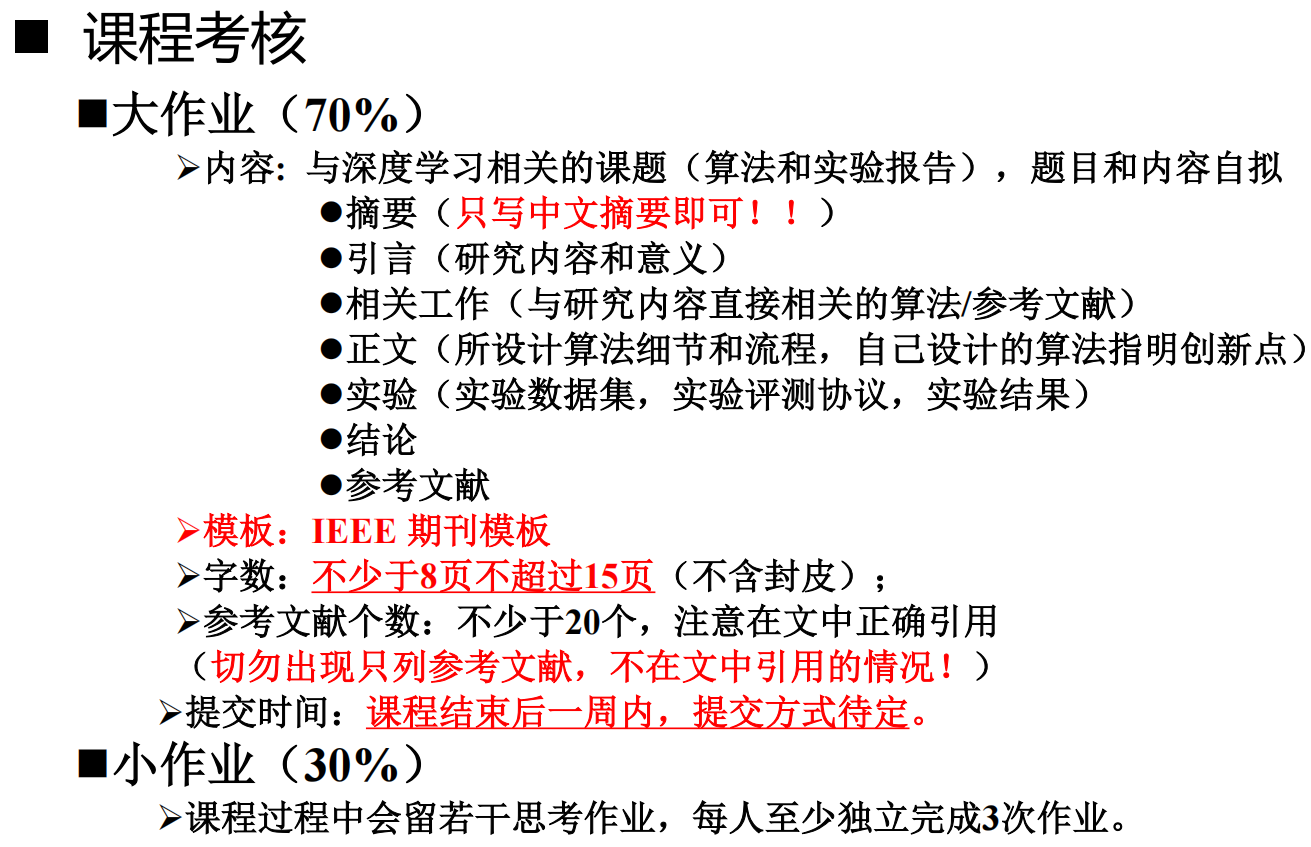 ■ 课程考核
■大作业（70%）
➢内容: 与深度学习相关的课题（算法和实验报告），题目和内容自拟
●摘要（只写中文摘要即可！！）
●引言（研究内容和意义）
●相关工作（与研究内容直接相关的算法/参考文献）
●正文（所设计算法细节和流程，自己设计的算法指明创新点）
●实验（实验数据集，实验评测协议，实验结果）
●结论
●参考文献
➢模板：IEEE 期刊模板
➢字数：不少于8页不超过15页（不含封皮）;
➢参考文献个数：不少于20个，注意在文中正确引用
（切勿出现只列参考文献，不在文中引用的情况！）
➢提交时间：课程结束后一周内，提交方式待定。
■小作业（30%）
➢课程过程中会留若干思考作业，每人至少独立完成3次作业。